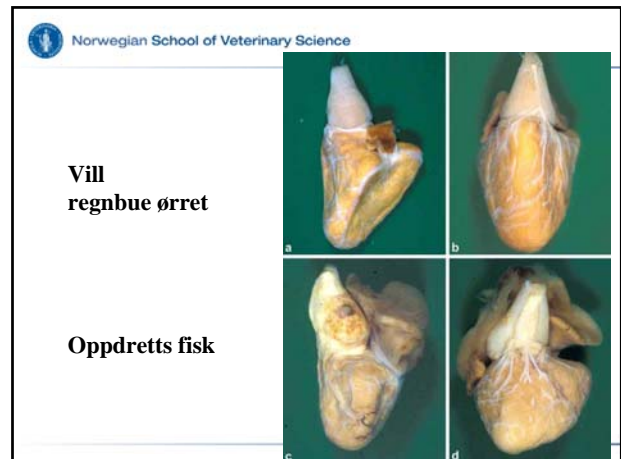 Norwegian School of Veterinary Science
Vill
regnbue ørret
Oppdretts fisk
a
b
c
d